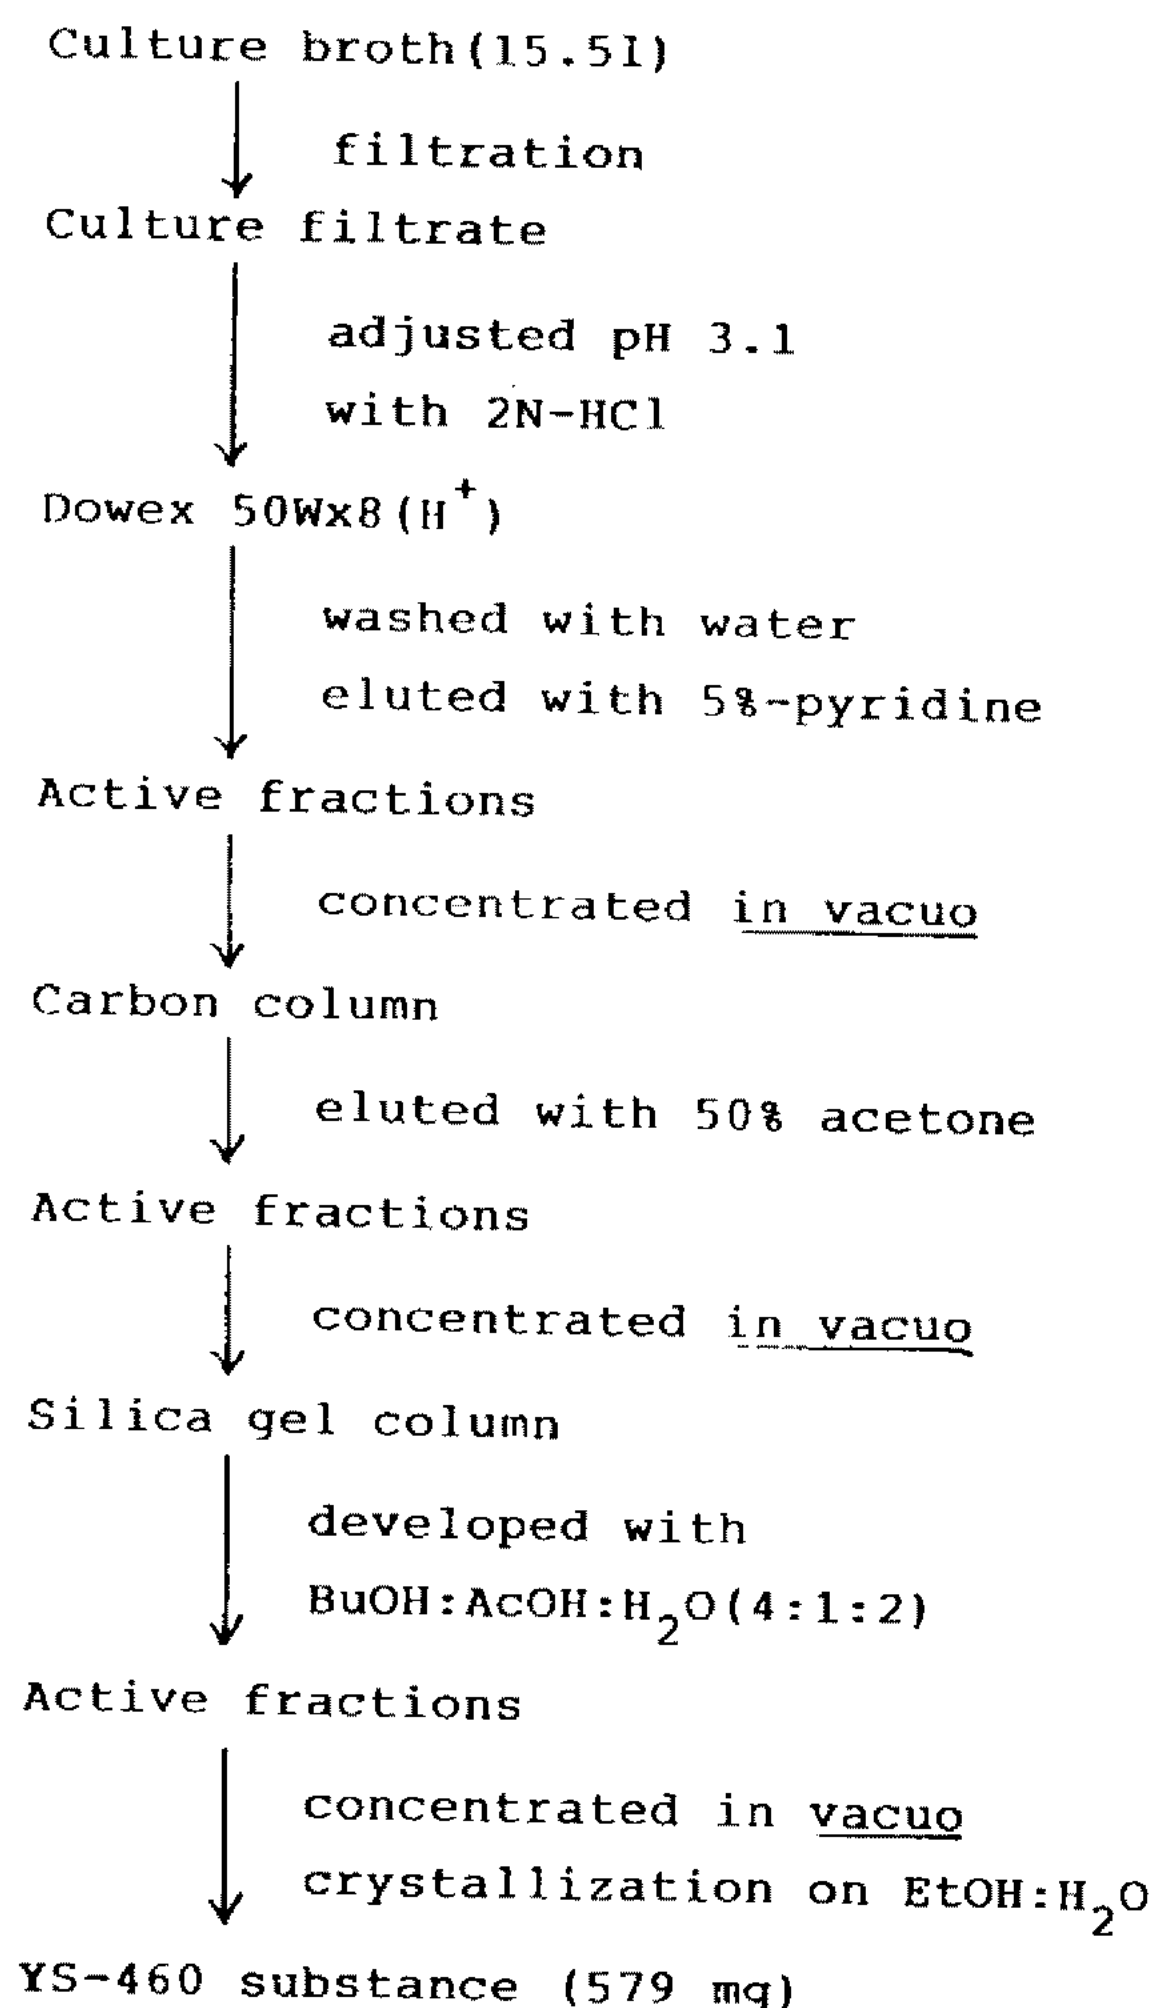 Culture broth(15.5l)
filtration
Culture filtrate
adjusted pH 3.1
with 2N-HCl
Dowex 50Wx8(H⁺)
washed with water
eluted with 5%-pyridine
Active fractions
concentrated in vacuo
Carbon column
eluted with 50% acetone
Active fractions
concentrated in vacuo
Silica gel column
developed with
BuOH:AcOH:H₂O(4:1:2)
Active fractions
concentrated in vacuo
crystallization on EtOH:H₂O
YS-460 substance (579 mg)